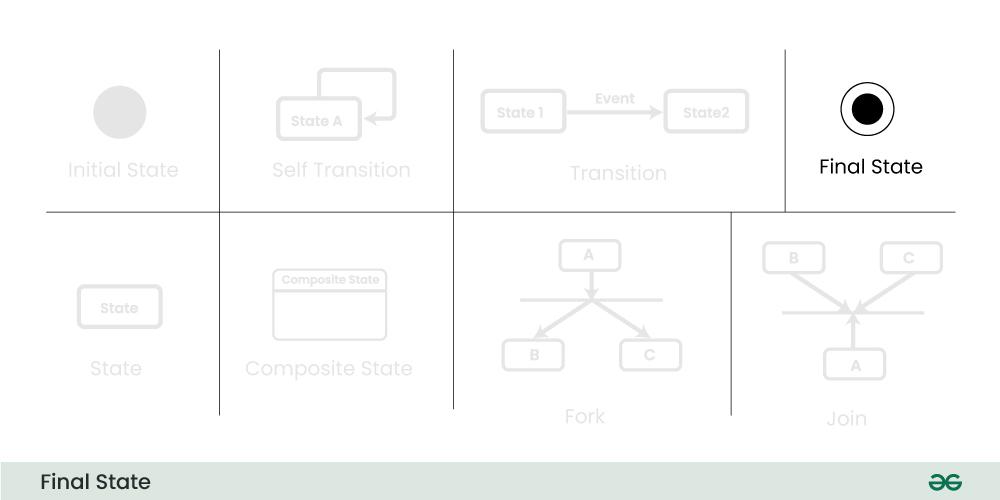 State A
Event
State 1
State2
Initial State
Self Transition
Transition
Final State
State
Composite State
A
B
C
B
C
A
State
Composite State
Fork
Join
Final State